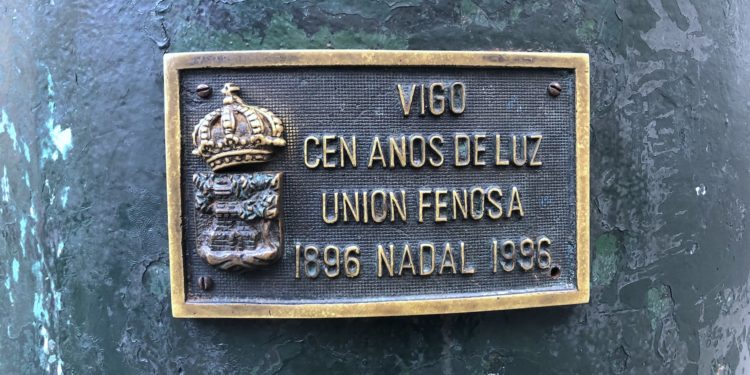 VIGO
CEN ANOS DE LUZ
UNION FENOSA
1896 NADAL 1996